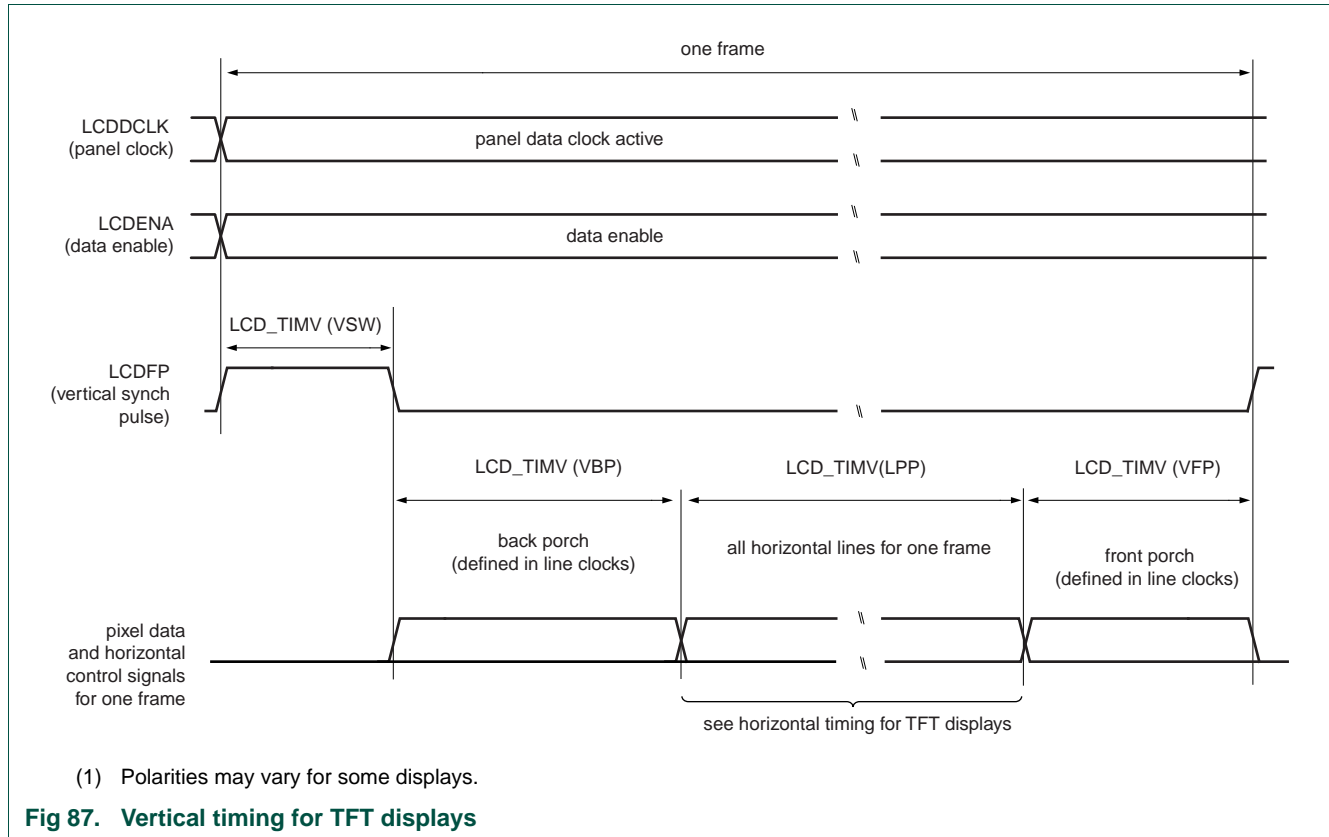 one frame
LCDDCLK
(panel clock)
panel data clock active
LCDENA
(data enable)
data enable
LCD_TIMV (VSW)
LCDFP
(vertical synch
pulse)
LCD_TIMV (VBP)
LCD_TIMV(LPP)
LCD_TIMV (VFP)
back porch
(defined in line clocks)
all horizontal lines for one frame
front porch
(defined in line clocks)
pixel data
and horizontal
control signals
for one frame
see horizontal timing for TFT displays
(1) Polarities may vary for some displays.
Fig 87. Vertical timing for TFT displays